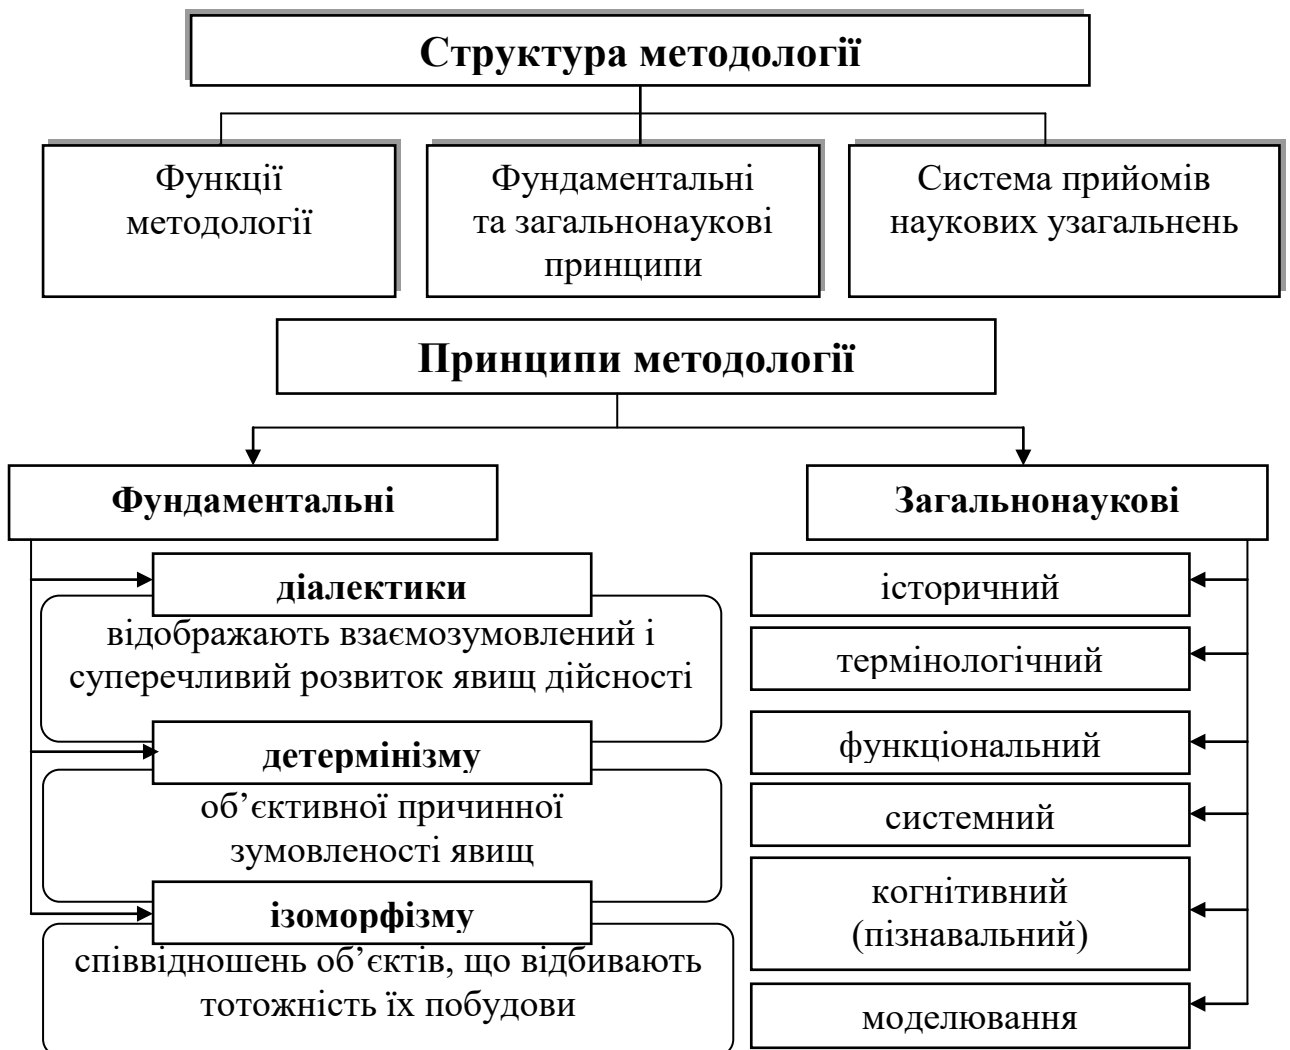 Структура методології
Функції
методології
Фундаментальні
та загальнонаукові
принципи
Система прийомів
наукових узагальнень
Принципи методології
Фундаментальні
діалектики
відображають взаємозумовлений і
суперечливий розвиток явищ дійсності
детермінізму
об’єктивної причинної
зумовленості явищ
ізоморфізму
співвідношень об’єктів, що відбивають
тотожність їх побудови
Загальнонаукові
історичний
термінологічний
функціональний
системний
когнітивний
(пізнавальний)
моделювання